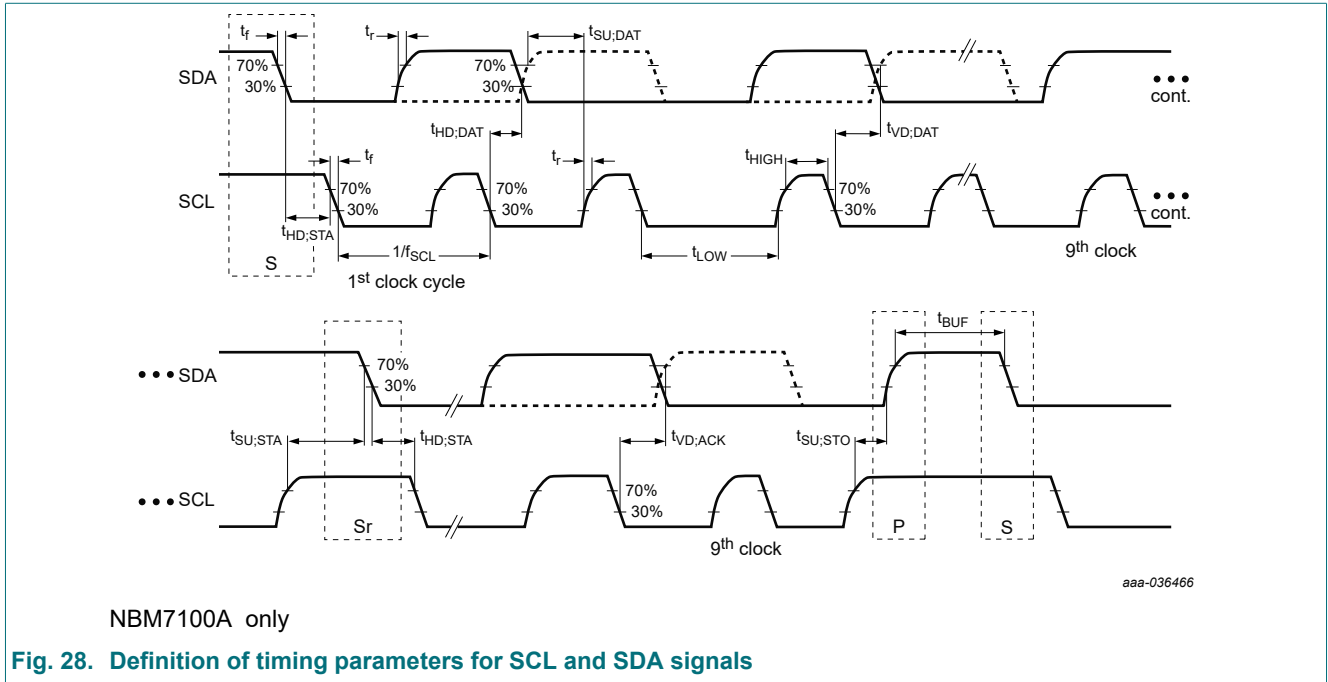 tf tr tSU;DAT
70% 70%
SDA 30% 30%
cont.
tHD;DAT tVD;DAT
tf tr tHIGH
70% 70% 70%
SCL 30% 30% 30%
cont.
tHD;STA
1/fSCL tLOW 9th clock
S
1st clock cycle
tBUF
70%
SDA 30%
tSU;STA tHD;STA tVD;ACK tSU;STO
70%
SCL 30%
Sr P S
9th clock
aaa-036466
NBM7100A only
Fig. 28. Definition of timing parameters for SCL and SDA signals